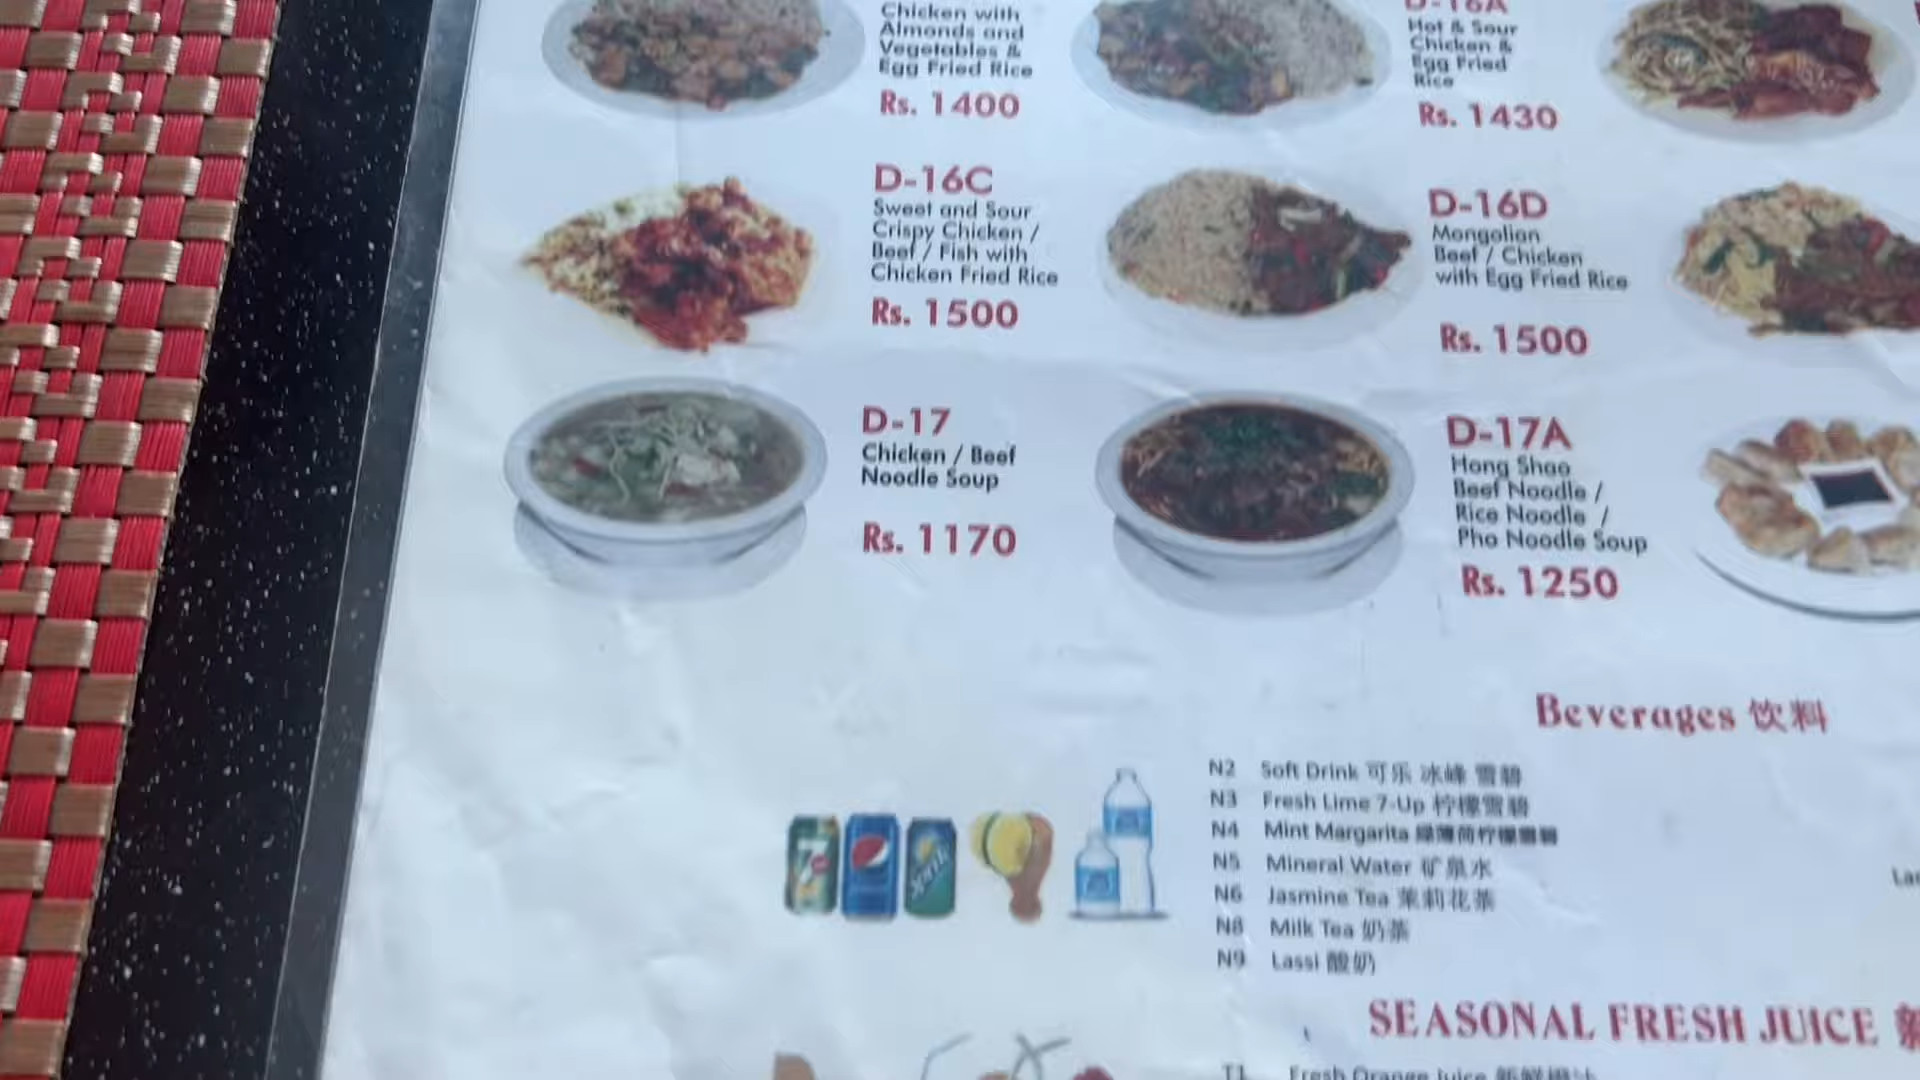 Chicken with
Almonds and
Vegetables &
Egg Fried Rice
Rs. 1400
D-16A
Hot & Sour
Chicken &
Egg Fried
Rice
Rs. 1430
D-16C
Sweet and Sour
Crispy Chicken /
Beef / Fish with
Chicken Fried Rice
Rs. 1500
D-16D
Mongolian
Beef / Chicken
with Egg Fried Rice
Rs. 1500
D-17
Chicken / Beef
Noodle Soup
Rs. 1170
D-17A
Hong Shao
Beef Noodle /
Rice Noodle /
Pho Noodle Soup
Rs. 1250
Beverages 饮料
N2 Soft Drink 可乐 冰峰 雪碧
N3 Fresh Lime 7-Up 柠檬雪碧
N4 Mint Margarita 绿薄荷柠檬雪碧
N5 Mineral Water 矿泉水
N6 Jasmine Tea 茉莉花茶
N8 Milk Tea 奶茶
N9 Lassi 酸奶
7
Sprite
SEASONAL FRESH JUICE
T1 Fresh Orange Juice 新鲜橙汁